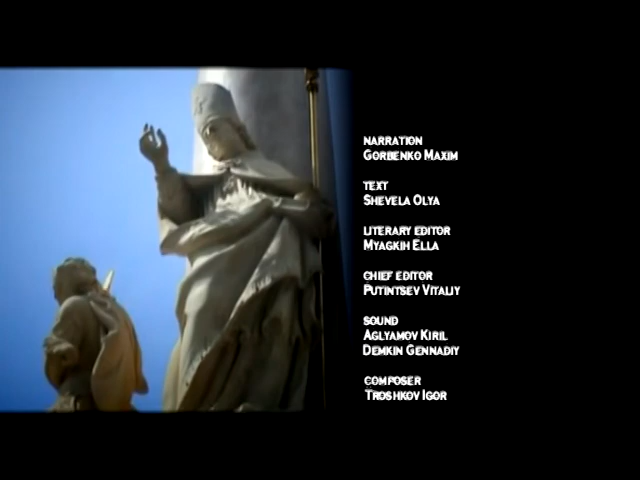 NARRATION
GORBENKO MAXIM
TEXT
SHEVELA OLYA
LITERARY EDITOR
MYAGKIH ELLA
CHIEF EDITOR
PUTINTSEV VITALIY
SOUND
AGLYAMOV KIRIL
DEMKIN GENNADIY
COMPOSER
TROSHKOV IGOR